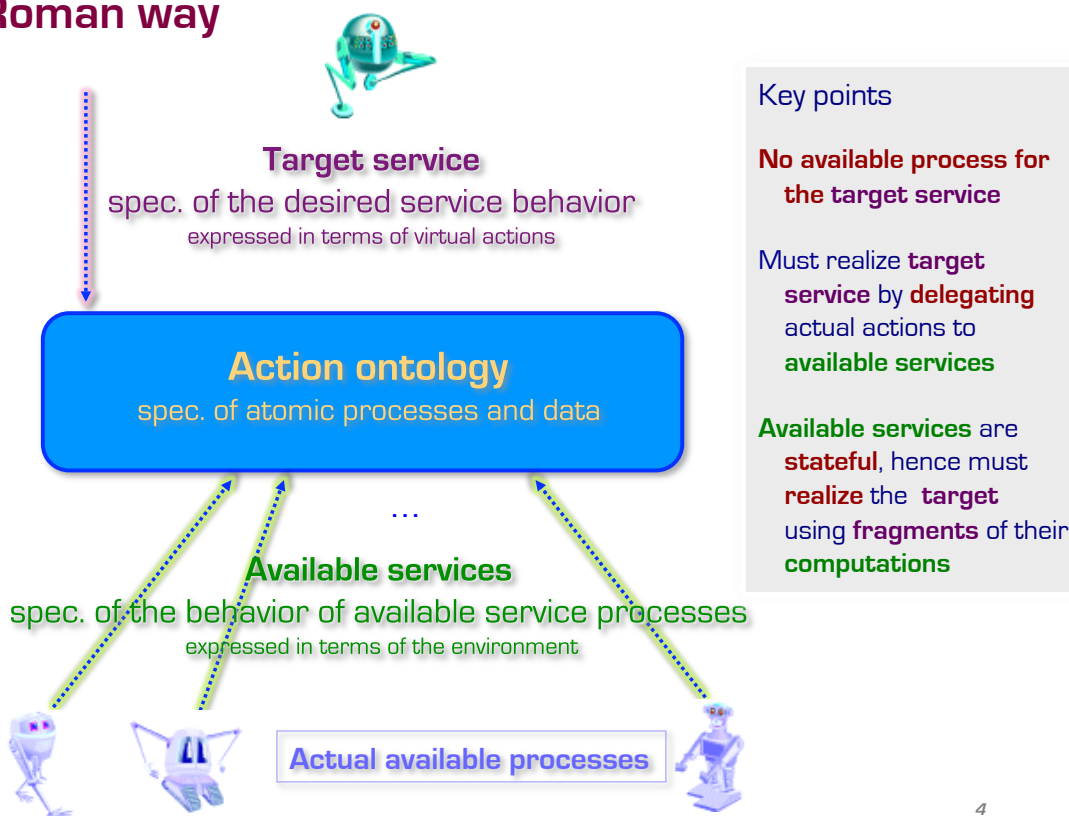 Roman way
Target service
spec. of the desired service behavior
expressed in terms of virtual actions
Action ontology
spec. of atomic processes and data
...
Available services
spec. of the behavior of available service processes
expressed in terms of the environment
Actual available processes
Key points
No available process for
the target service
Must realize target
service by delegating
actual actions to
available services
Available services are
stateful, hence must
realize the target
using fragments of their
computations
4